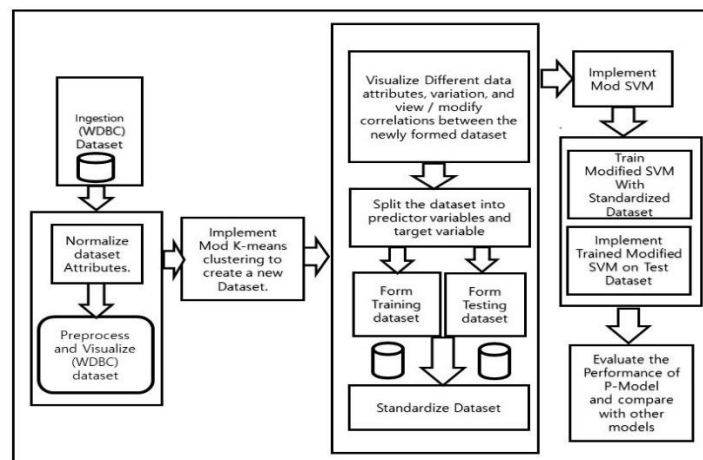 Ingestion
(WDBC)
Dataset
Normalize
dataset
Attributes.
Preprocess
and Visualize
(WDBC)
dataset
Implement
Mod K-means
clustering to
create a new
Dataset.
Visualize Different data
attributes, variation, and
view / modify
correlations between the
newly formed dataset
Split the dataset into
predictor variables and
target variable
Form
Training
dataset
Form
Testing
dataset
Standardize Dataset
Implement
Mod SVM
Train
Modified SVM
With
Standardized
Dataset
Implement
Trained Modified
SVM on Test
Dataset
Evaluate the
Performance of
P-Model
and compare
with other
models